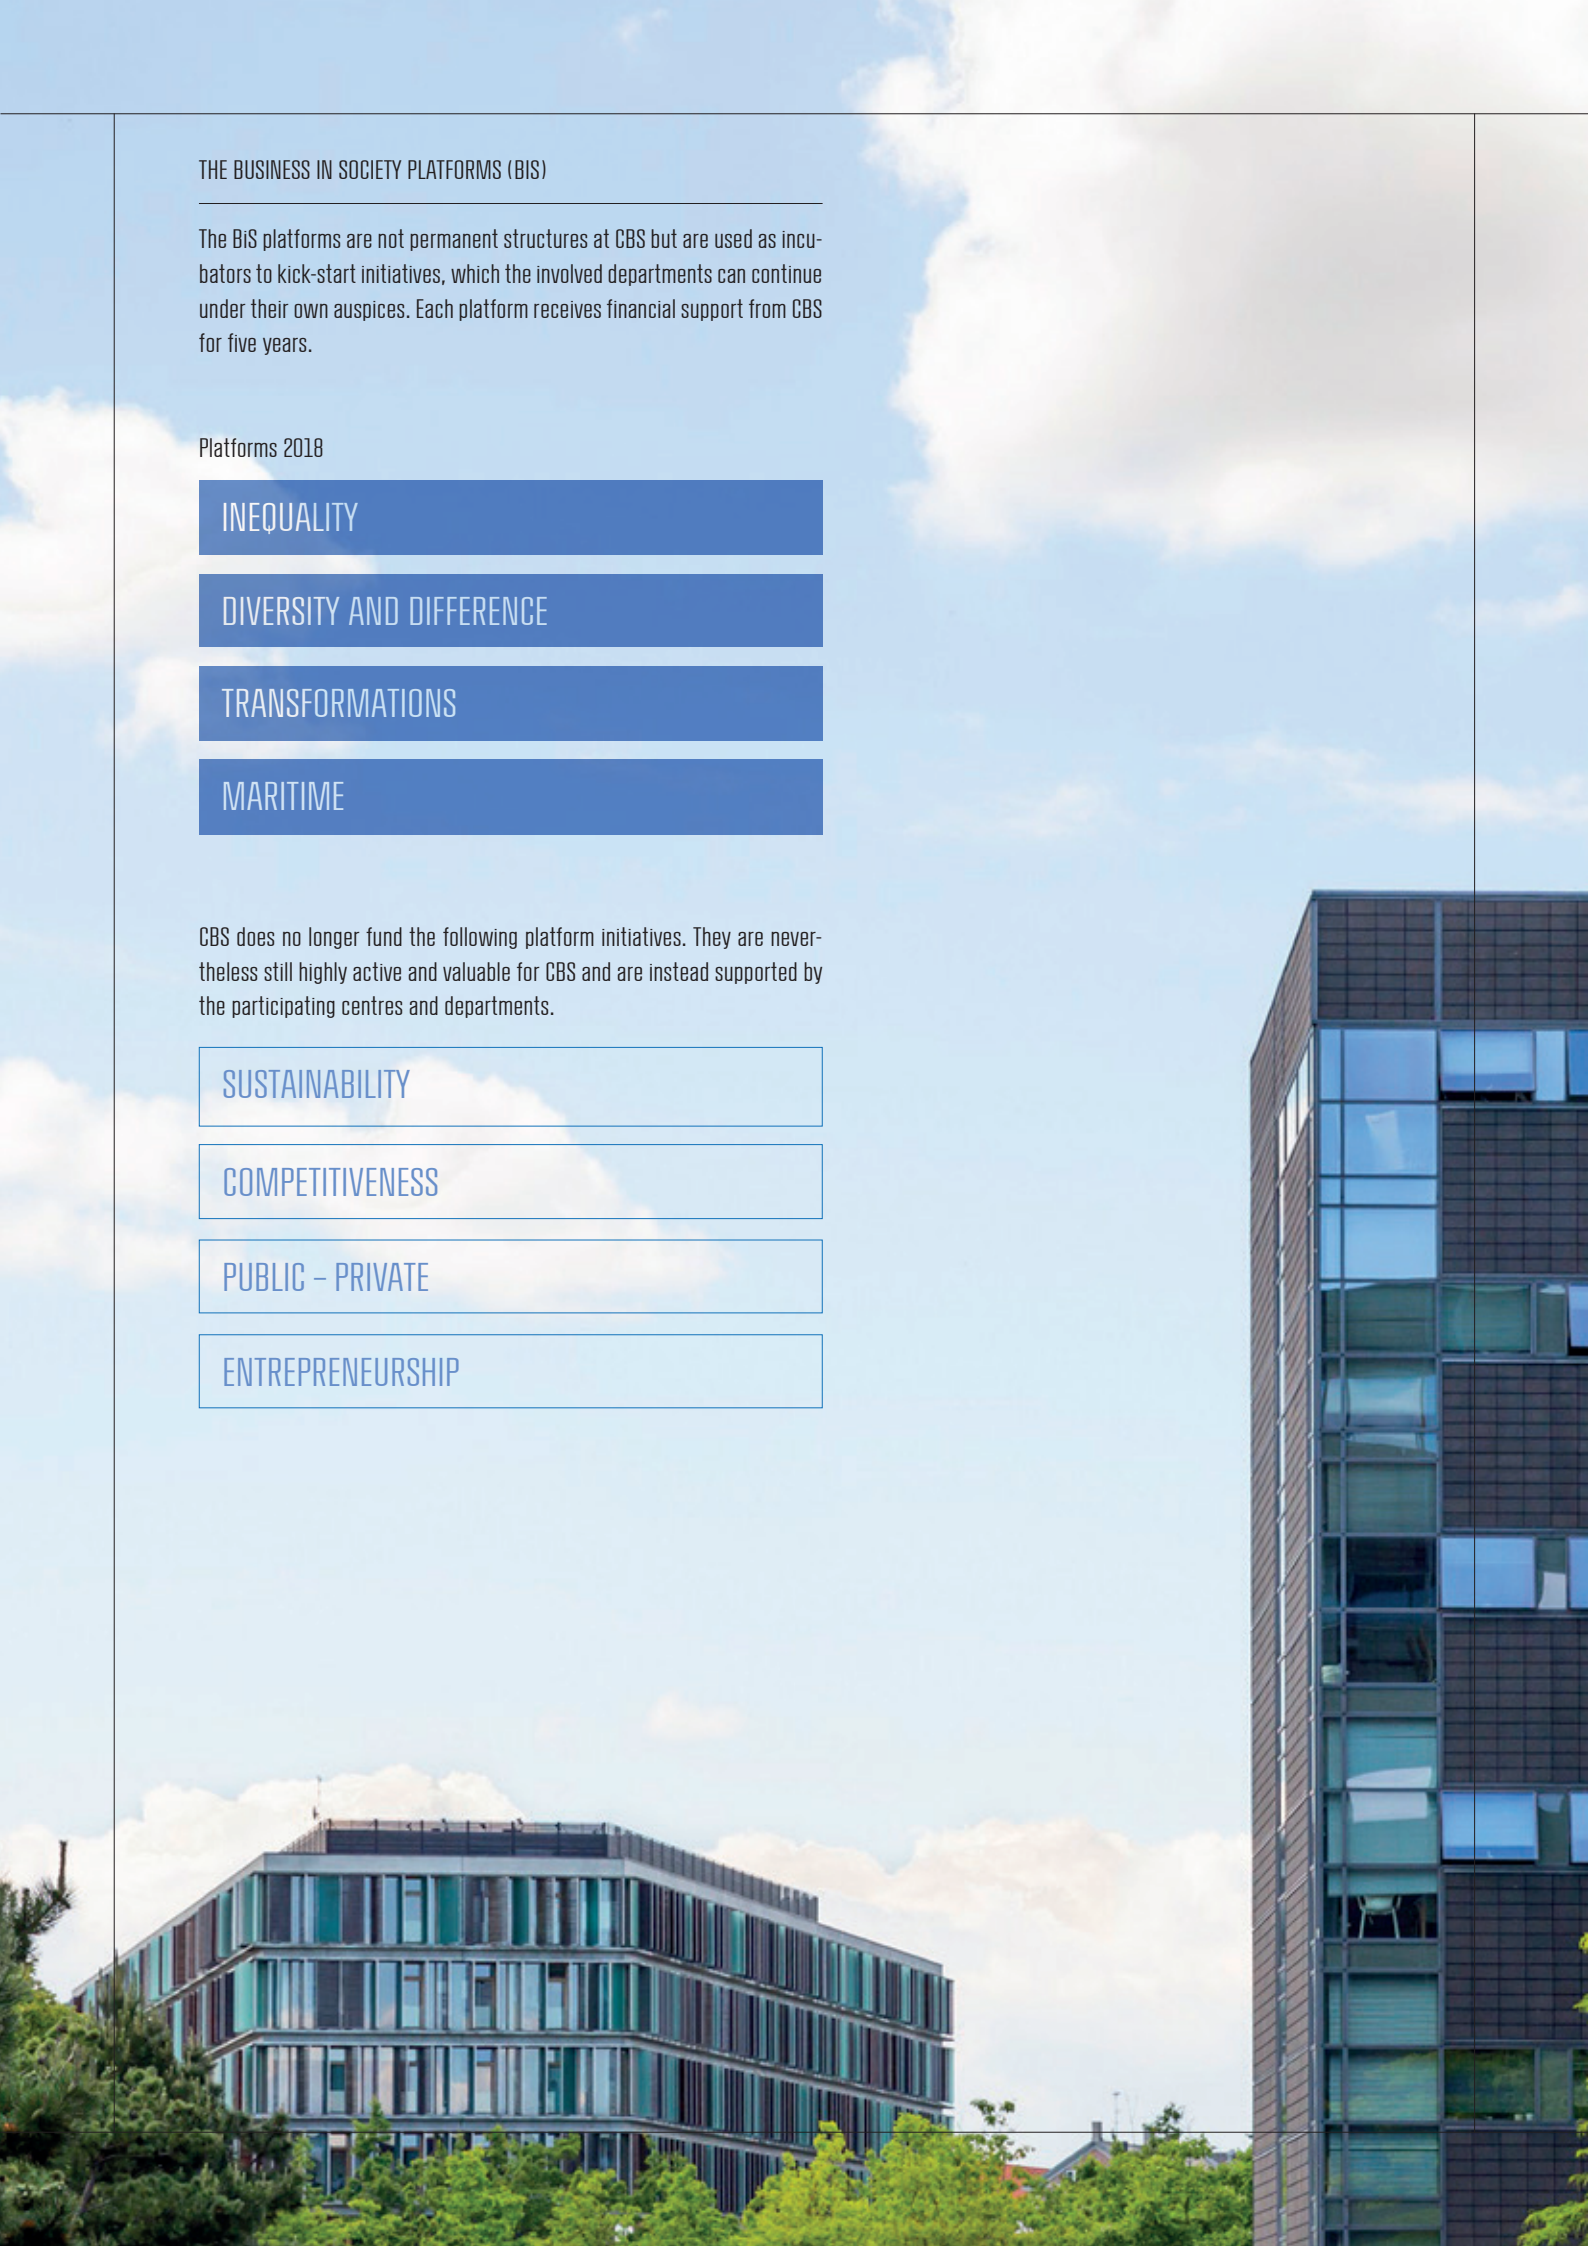 THE BUSINESS IN SOCIETY PLATFORMS (BIS)
The BiS platforms are not permanent structures at CBS but are used as incu-
bators to kick-start initiatives, which the involved departments can continue
under their own auspices. Each platform receives financial support from CBS
for five years.
Platforms 2018
INEQUALITY
DIVERSITY AND DIFFERENCE
TRANSFORMATIONS
MARITIME
CBS does no longer fund the following platform initiatives. They are never-
theless still highly active and valuable for CBS and are instead supported by
the participating centres and departments.
SUSTAINABILITY
COMPETITIVENESS
PUBLIC – PRIVATE
ENTREPRENEURSHIP